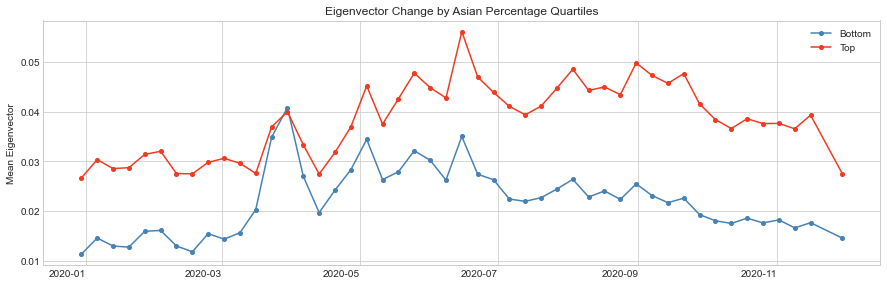 Eigenvector Change by Asian Percentage Quartiles
Bottom
Top
Mean Eigenvector
0.05
0.04
0.03
0.02
0.01
2020-01
2020-03
2020-05
2020-07
2020-09
2020-11